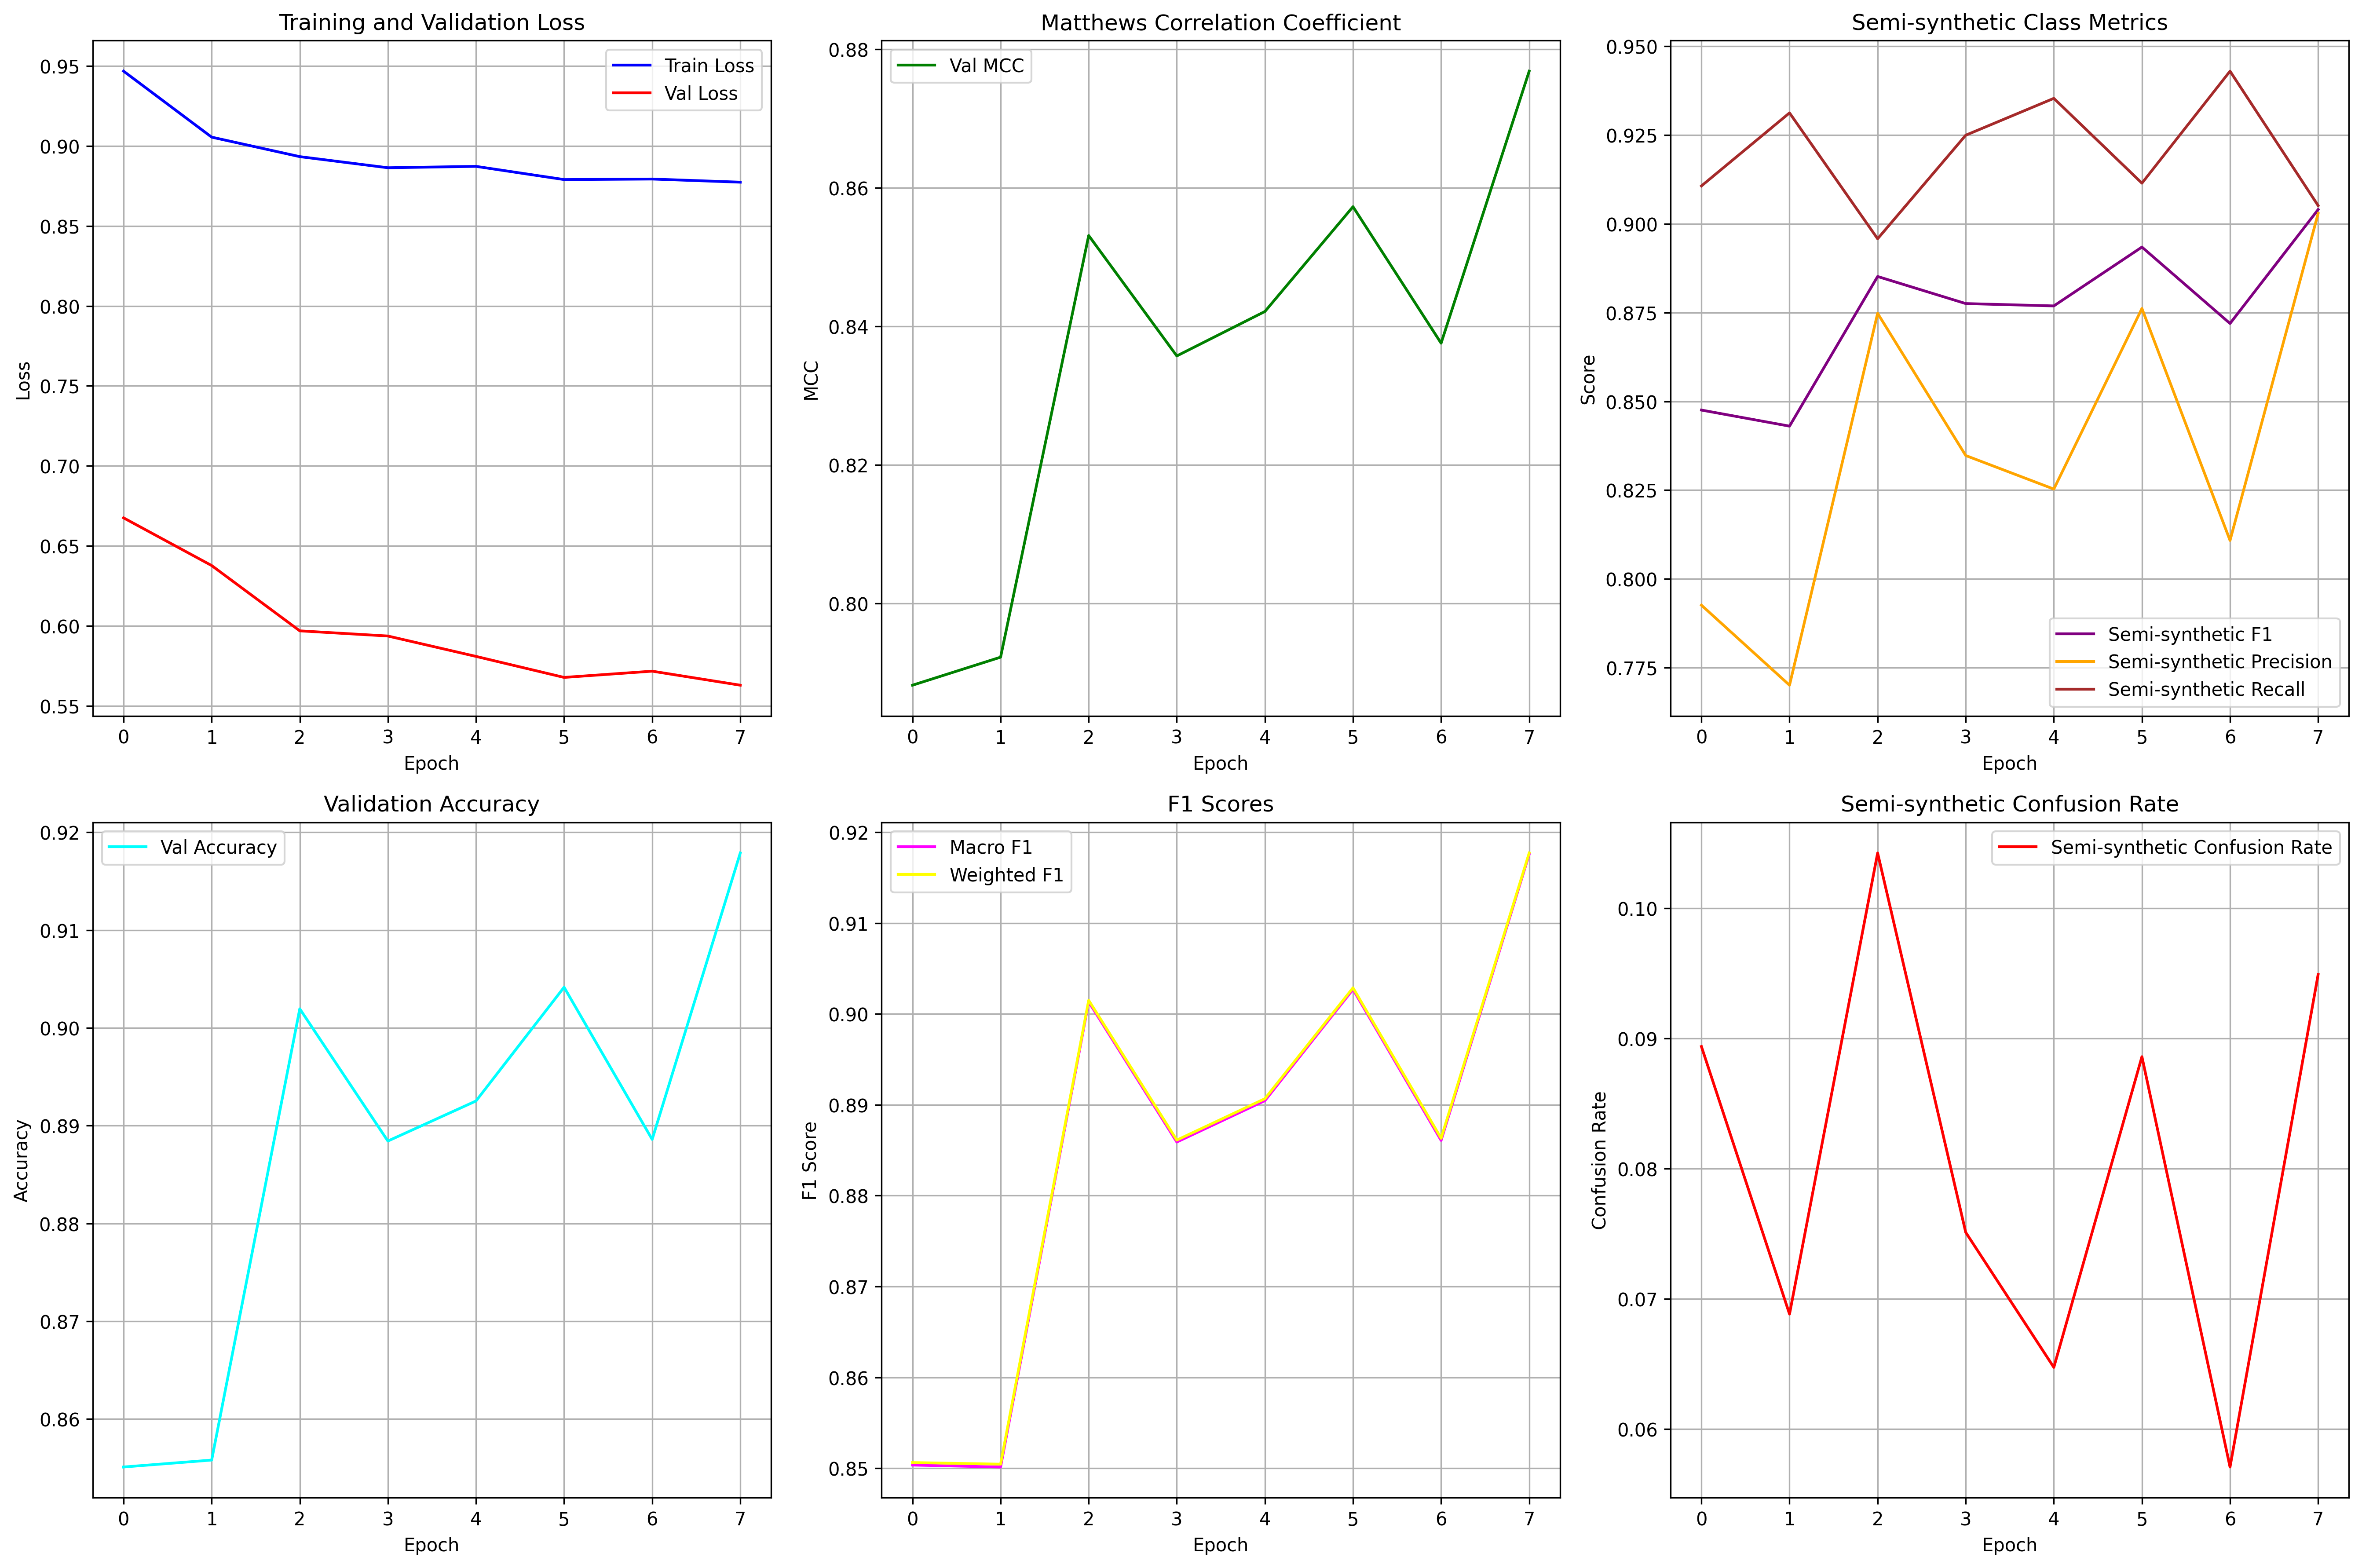 Training and Validation Loss
0.95
0.90
0.85
0.80
0.75
0.70
0.65
0.60
0.55
Loss
Train Loss
Val Loss
0 1 2 3 4 5 6 7
Epoch
Matthews Correlation Coefficient
0.88
0.86
0.84
0.82
0.80
MCC
Val MCC
0 1 2 3 4 5 6 7
Epoch
Semi-synthetic Class Metrics
0.950
0.925
0.900
0.875
0.850
0.825
0.800
0.775
Score
Semi-synthetic F1
Semi-synthetic Precision
Semi-synthetic Recall
0 1 2 3 4 5 6 7
Epoch
Validation Accuracy
0.92
0.91
0.90
0.89
0.88
0.87
0.86
Accuracy
Val Accuracy
0 1 2 3 4 5 6 7
Epoch
F1 Scores
0.92
0.91
0.90
0.89
0.88
0.87
0.86
0.85
F1 Score
Macro F1
Weighted F1
0 1 2 3 4 5 6 7
Epoch
Semi-synthetic Confusion Rate
0.10
0.09
0.08
0.07
0.06
Confusion Rate
Semi-synthetic Confusion Rate
0 1 2 3 4 5 6 7
Epoch